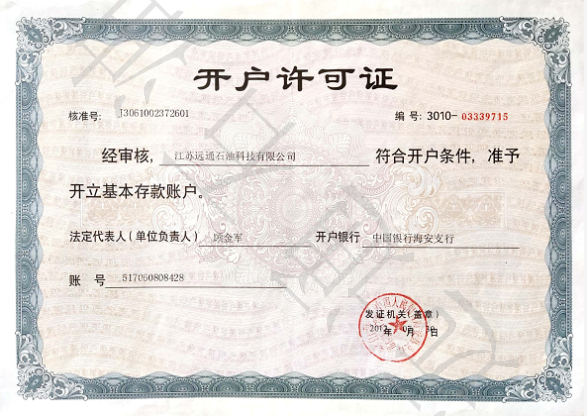 开户许可证
核准号: J3061002372601 编号: 3010-03339715
经审核, 江苏远通石油科技有限公司 符合开户条件, 准予
开立基本存款账户。
法定代表人(单位负责人) 顾金军 开户银行 中国银行海安支行
账 号 517060808428
发证机关(盖章)
年 月 日